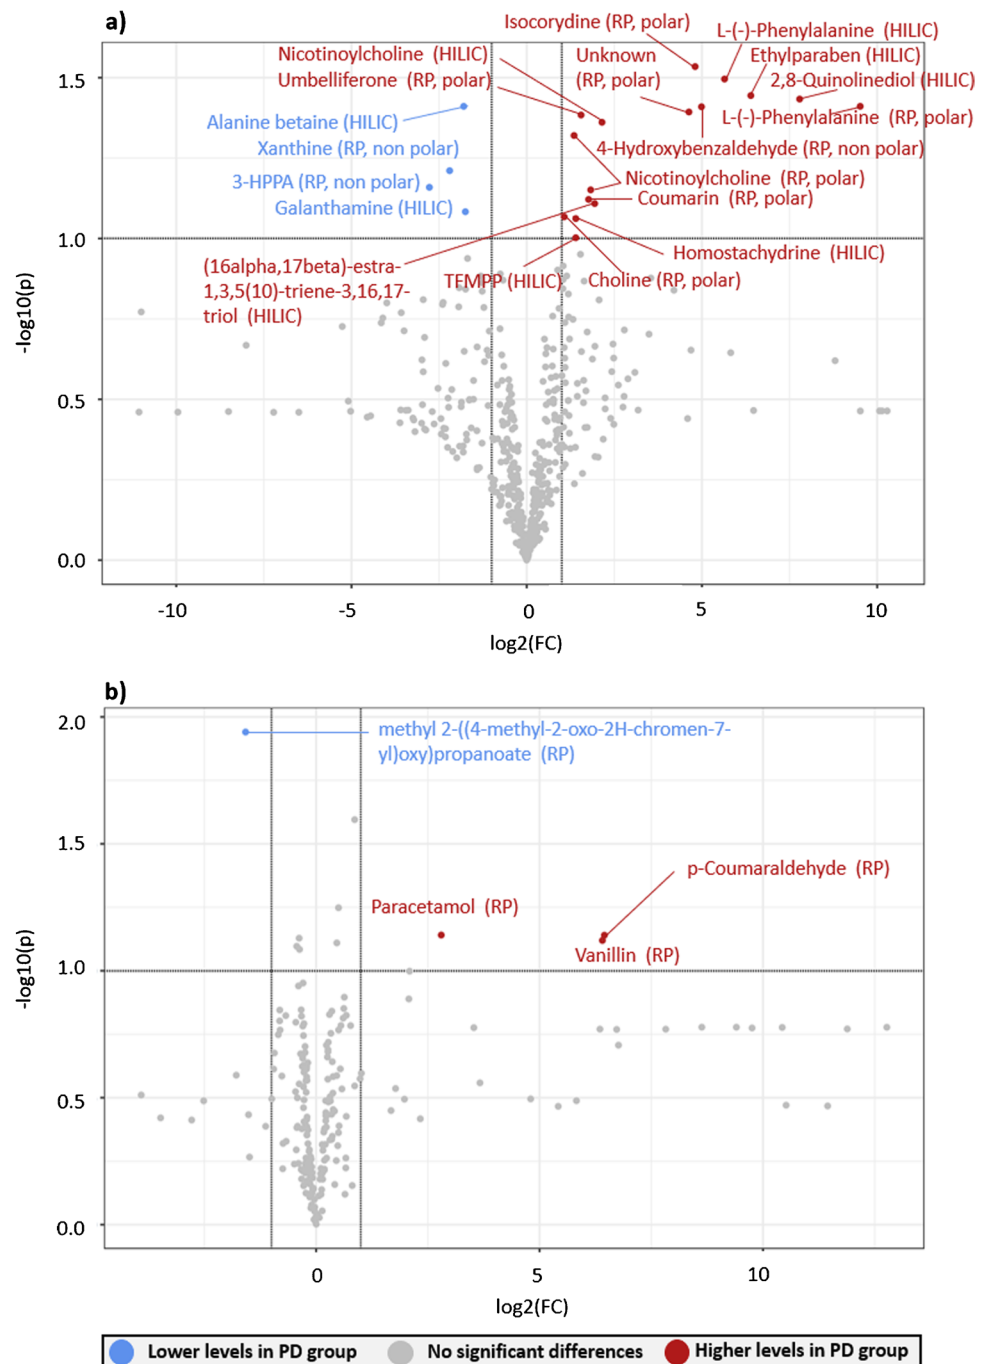 a)
Isocorydine (RP, polar)
L-(-)-Phenylalanine (HILIC)
Nicotinoylcholine (HILIC)
Unknown
(RP, polar)
Ethylparaben (HILIC)
Umbelliferone (RP, polar)
2,8-Quinolinediol (HILIC)
Alanine betaine (HILIC)
L-(-)-Phenylalanine (RP, polar)
Xanthine (RP, non polar)
4-Hydroxybenzaldehyde (RP, non polar)
3-HPPA (RP, non polar)
Nicotinoylcholine (RP, polar)
Galanthamine (HILIC)
Coumarin (RP, polar)
(16alpha,17beta)-estra-
1,3,5(10)-triene-3,16,17-
triol (HILIC)
TFMPP (HILIC)
Homostachydrine (HILIC)
Choline (RP, polar)
1.5
1.0
0.5
0.0
-log10(p)
-10 -5 0 5 10
log2(FC)
b)
methyl 2-((4-methyl-2-oxo-2H-chromen-7-
yl)oxy)propanoate (RP)
p-Coumaraldehyde (RP)
Paracetamol (RP)
Vanillin (RP)
2.0
1.5
1.0
0.5
0.0
-log10(p)
0 5 10
log2(FC)
Lower levels in PD group No significant differences Higher levels in PD group